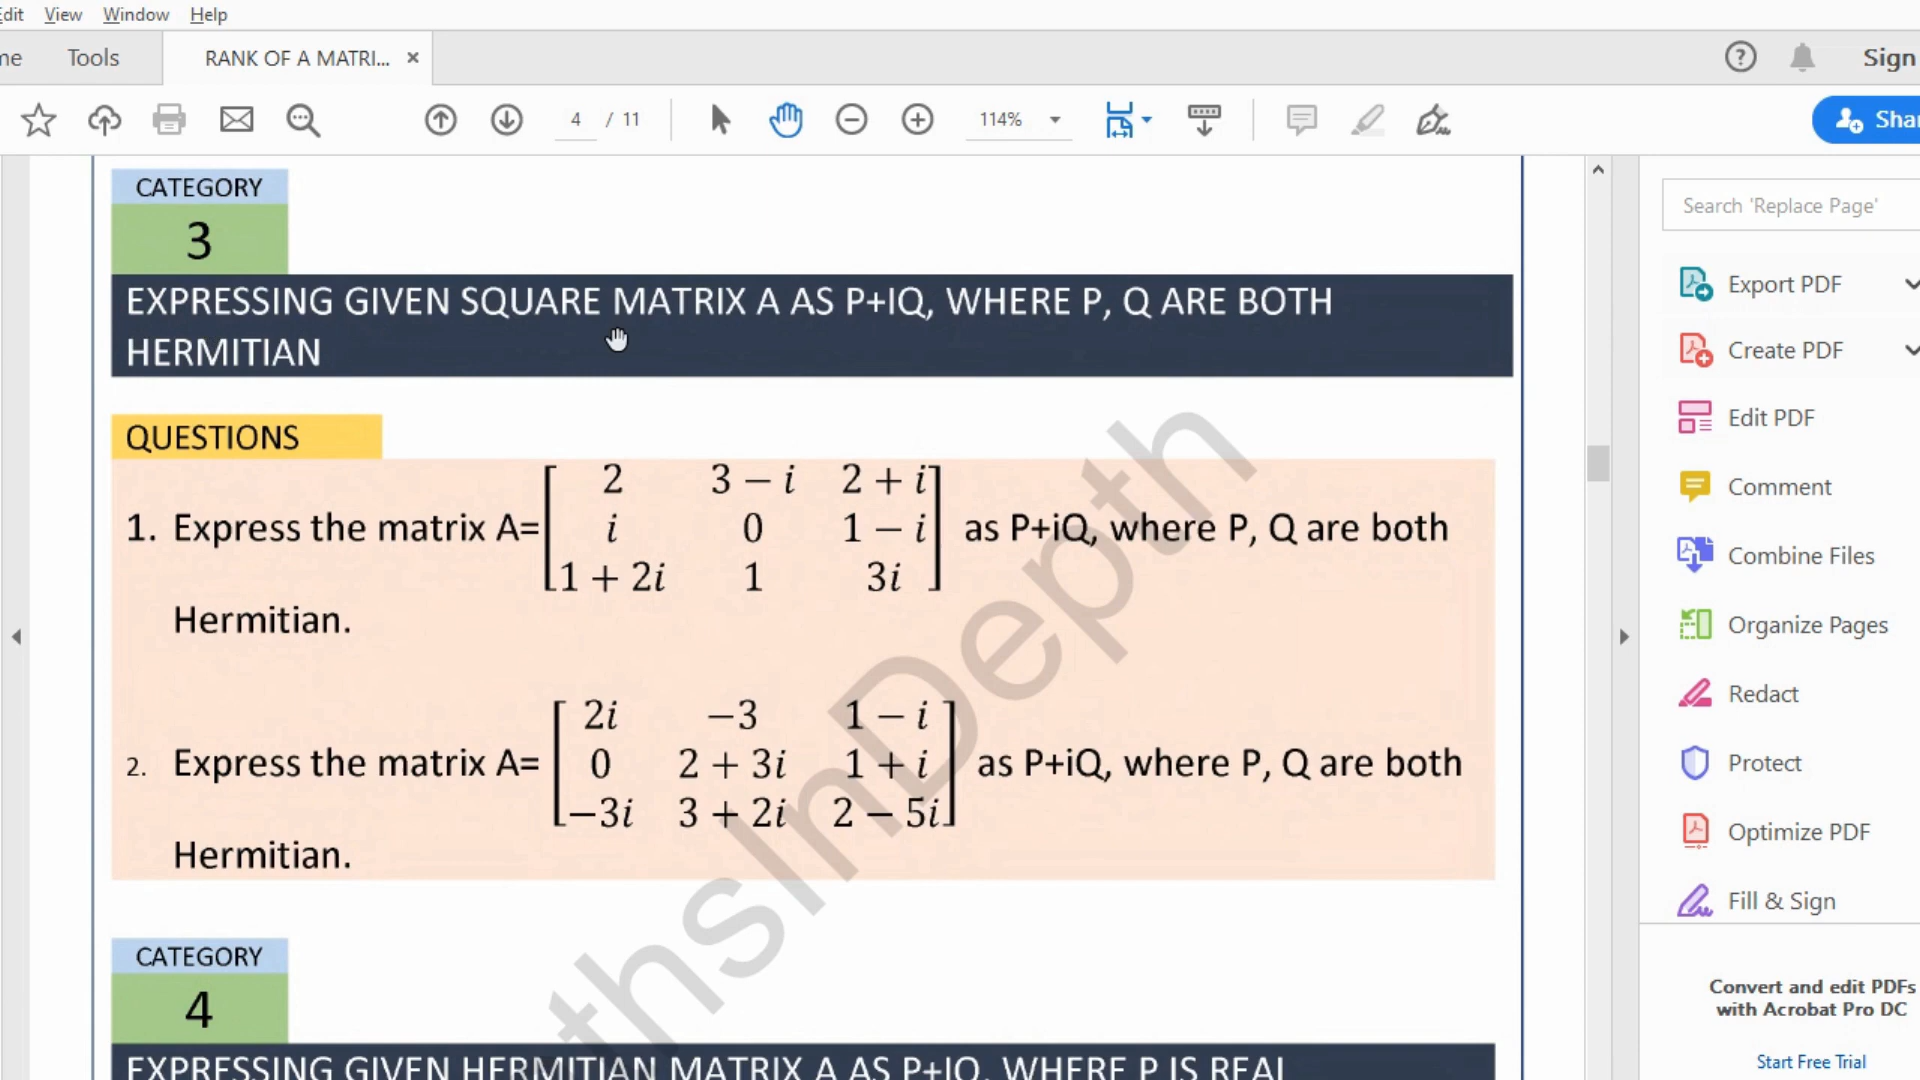 Edit View Window Help
me Tools RANK OF A MATRI... × Sign
4 / 11 114% Shar
CATEGORY
3
EXPRESSING GIVEN SQUARE MATRIX A AS P+IQ, WHERE P, Q ARE BOTH
HERMITIAN
QUESTIONS
1. Express the matrix A= [2 3 − i 2 + i
i 0 1 − i
1 + 2i 1 3i] as P+iQ, where P, Q are both
Hermitian.
2. Express the matrix A= [2i −3 1 − i
0 2 + 3i 1 + i
−3i 3 + 2i 2 − 5i] as P+iQ, where P, Q are both
Hermitian.
CATEGORY
4
EXPRESSING GIVEN HERMITIAN MATRIX A AS P+IQ, WHERE P IS REAL
thsInDepth
Search 'Replace Page'
Export PDF
Create PDF
Edit PDF
Comment
Combine Files
Organize Pages
Redact
Protect
Optimize PDF
Fill & Sign
Convert and edit PDFs
with Acrobat Pro DC
Start Free Trial